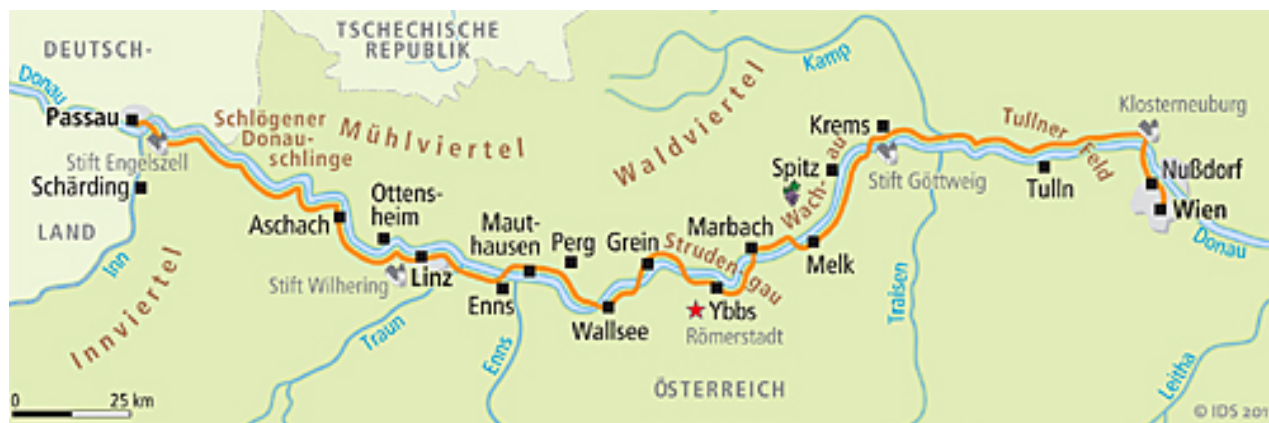 DEUTSCH-
LAND
TSCHECHISCHE
REPUBLIK
Donau
Passau
Stift Engelszell
Schärding
Inn
Innviertel
Schlögener
Donau-
schlinge
Mühlviertel
Aschach
Ottens-
heim
Stift Wilhering
Linz
Traun
Maut-
hausen
Enns
Enns
Perg
Wallsee
Grein
Struden-
gau
Ybbs
Römerstadt
Marbach
Waldviertel
Melk
Wach-
au
Spitz
Krems
Kamp
Stift Göttweig
Traisen
Tullner
Feld
Tulln
Klosterneuburg
Nußdorf
Wien
Donau
Leitha
ÖSTERREICH
0
25 km
© IDS 201